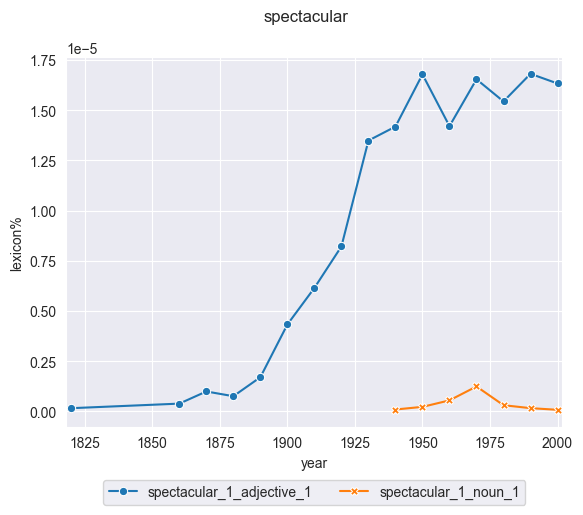 spectacular
1e−5
1.75
1.50
1.25
1.00
0.75
0.50
0.25
0.00
lexicon%
1825 1850 1875 1900 1925 1950 1975 2000
year
spectacular_1_adjective_1 spectacular_1_noun_1